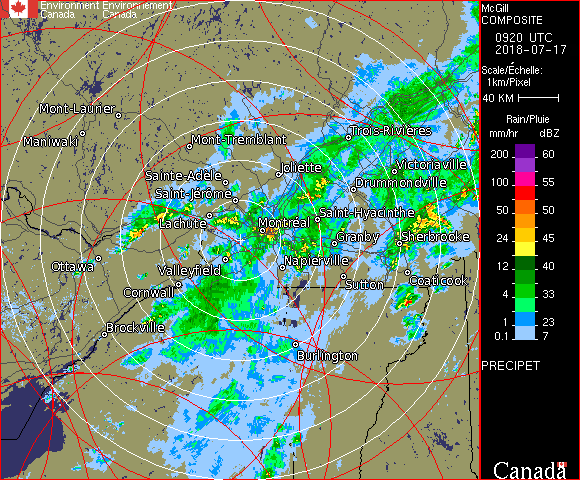 Environment Environnement
Canada Canada
McGill
COMPOSITE
0920 UTC
2018-07-17
Scale/Échelle:
1km/Pixel
40 KM
Rain/Pluie
mm/hr dBZ
200 60
100 55
50 50
24 45
12 40
4 33
1 23
0.1 7
PRECIPET
Canada
Mont-Laurier
Maniwaki
Mont-Tremblant
Trois-Rivières
Joliette
Victoriaville
Sainte-Adèle
Drummondville
Saint-Jérôme
Saint-Hyacinthe
Lachute
Montréal
Granby
Sherbrooke
Ottawa
Valleyfield
Napierville
Coaticook
Sutton
Cornwall
Brockville
Burlington